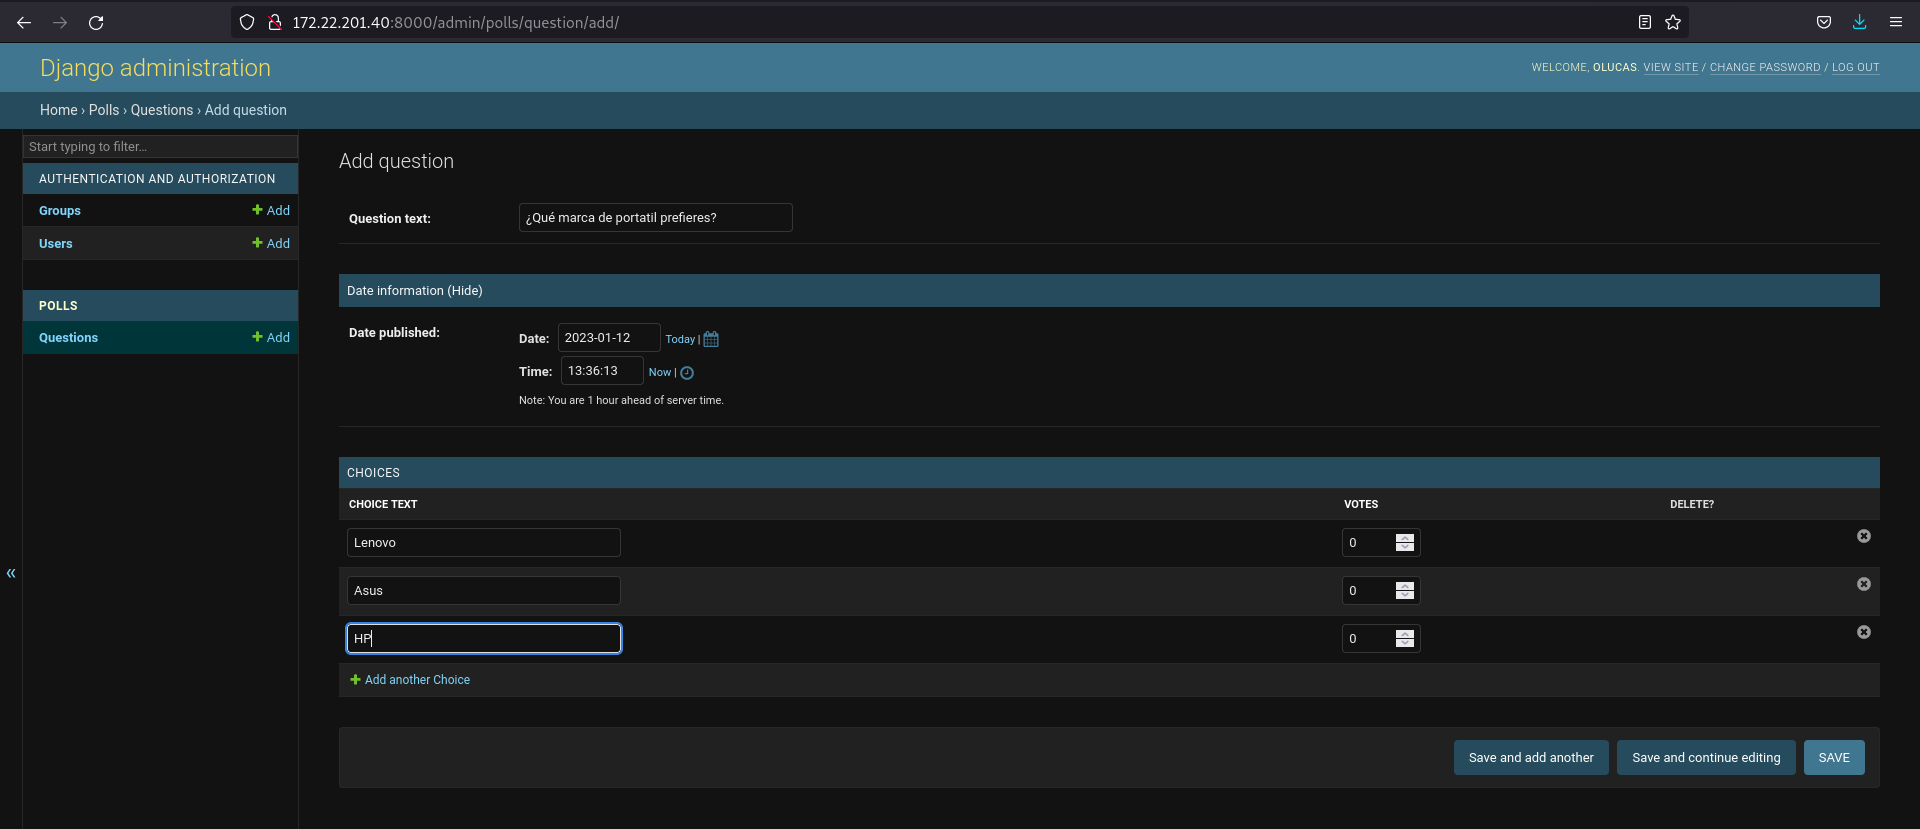 172.22.201.40:8000/admin/polls/question/add/
Django administration
WELCOME, OLUCAS. VIEW SITE / CHANGE PASSWORD / LOG OUT
Home › Polls › Questions › Add question
Start typing to filter...
AUTHENTICATION AND AUTHORIZATION
Groups + Add
Users + Add
POLLS
Questions + Add
«
Add question
Question text: ¿Qué marca de portatil prefieres?
Date information (Hide)
Date published:
Date: 2023-01-12 Today |
Time: 13:36:13 Now |
Note: You are 1 hour ahead of server time.
CHOICES
CHOICE TEXT VOTES DELETE?
Lenovo 0
Asus 0
HP 0
+ Add another Choice
Save and add another Save and continue editing SAVE